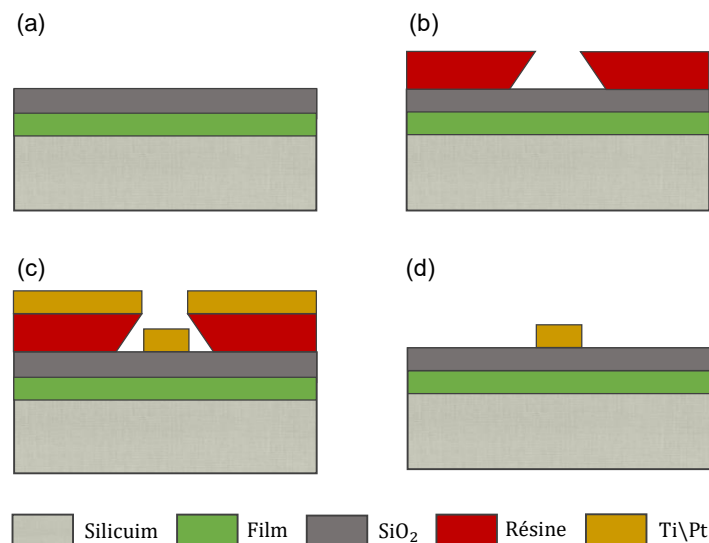 (a)
(b)
(c)
(d)
Silicuim
Film
SiO₂
Résine
Ti\Pt